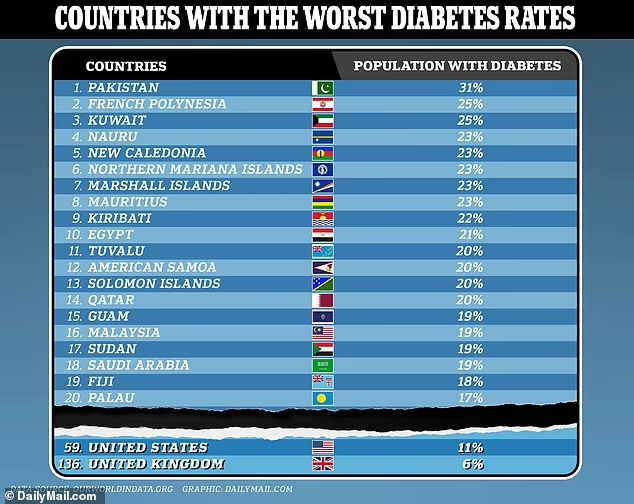 COUNTRIES WITH THE WORST DIABETES RATES
COUNTRIES POPULATION WITH DIABETES
1. PAKISTAN 31%
2. FRENCH POLYNESIA 25%
3. KUWAIT 25%
4. NAURU 23%
5. NEW CALEDONIA 23%
6. NORTHERN MARIANA ISLANDS 23%
7. MARSHALL ISLANDS 23%
8. MAURITIUS 23%
9. KIRIBATI 22%
10. EGYPT 21%
11. TUVALU 20%
12. AMERICAN SAMOA 20%
13. SOLOMON ISLANDS 20%
14. QATAR 20%
15. GUAM 19%
16. MALAYSIA 19%
17. SUDAN 19%
18. SAUDI ARABIA 19%
19. FIJI 18%
20. PALAU 17%
59. UNITED STATES 11%
136. UNITED KINGDOM 6%
DATA SOURCE: OURWORLDINDATA.ORG GRAPHIC: DAILYMAIL.COM
© DailyMail.com